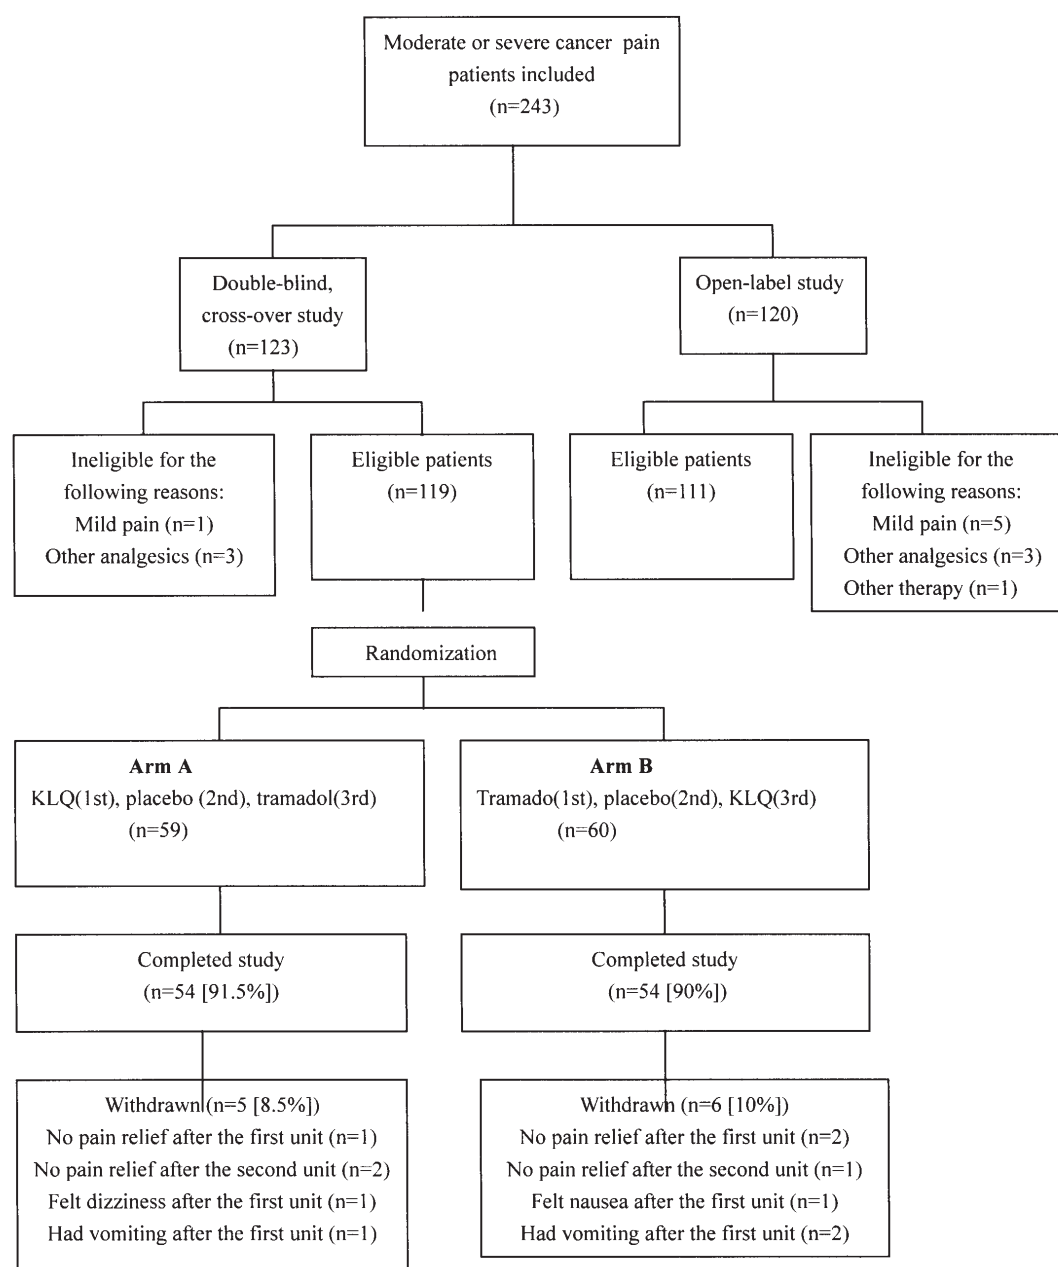 Moderate or severe cancer pain
patients included
(n=243)
Double-blind,
cross-over study
(n=123)
Open-label study
(n=120)
Ineligible for the
following reasons:
Mild pain (n=1)
Other analgesics (n=3)
Eligible patients
(n=119)
Eligible patients
(n=111)
Ineligible for the
following reasons:
Mild pain (n=5)
Other analgesics (n=3)
Other therapy (n=1)
Randomization
Arm A
KLQ(1st), placebo (2nd), tramadol(3rd)
(n=59)
Arm B
Tramado(1st), placebo(2nd), KLQ(3rd)
(n=60)
Completed study
(n=54 [91.5%])
Completed study
(n=54 [90%])
Withdrawn (n=5 [8.5%])
No pain relief after the first unit (n=1)
No pain relief after the second unit (n=2)
Felt dizziness after the first unit (n=1)
Had vomiting after the first unit (n=1)
Withdrawn (n=6 [10%])
No pain relief after the first unit (n=2)
No pain relief after the second unit (n=1)
Felt nausea after the first unit (n=1)
Had vomiting after the first unit (n=2)